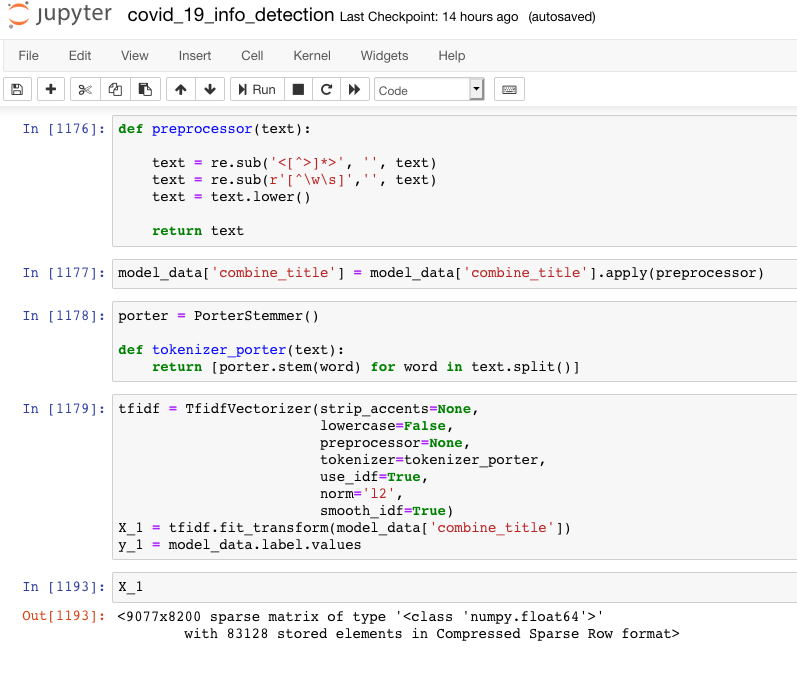 jupyter covid_19_info_detection Last Checkpoint: 14 hours ago (autosaved)
File Edit View Insert Cell Kernel Widgets Help
Run Code
In [1176]: def preprocessor(text):
text = re.sub('<[^>]*>', '', text)
text = re.sub(r'[^\w\s]','', text)
text = text.lower()
return text
In [1177]: model_data['combine_title'] = model_data['combine_title'].apply(preprocessor)
In [1178]: porter = PorterStemmer()
def tokenizer_porter(text):
return [porter.stem(word) for word in text.split()]
In [1179]: tfidf = TfidfVectorizer(strip_accents=None,
lowercase=False,
preprocessor=None,
tokenizer=tokenizer_porter,
use_idf=True,
norm='l2',
smooth_idf=True)
X_1 = tfidf.fit_transform(model_data['combine_title'])
y_1 = model_data.label.values
In [1193]: X_1
Out[1193]: <9077x8200 sparse matrix of type '<class 'numpy.float64'>'
with 83128 stored elements in Compressed Sparse Row format>